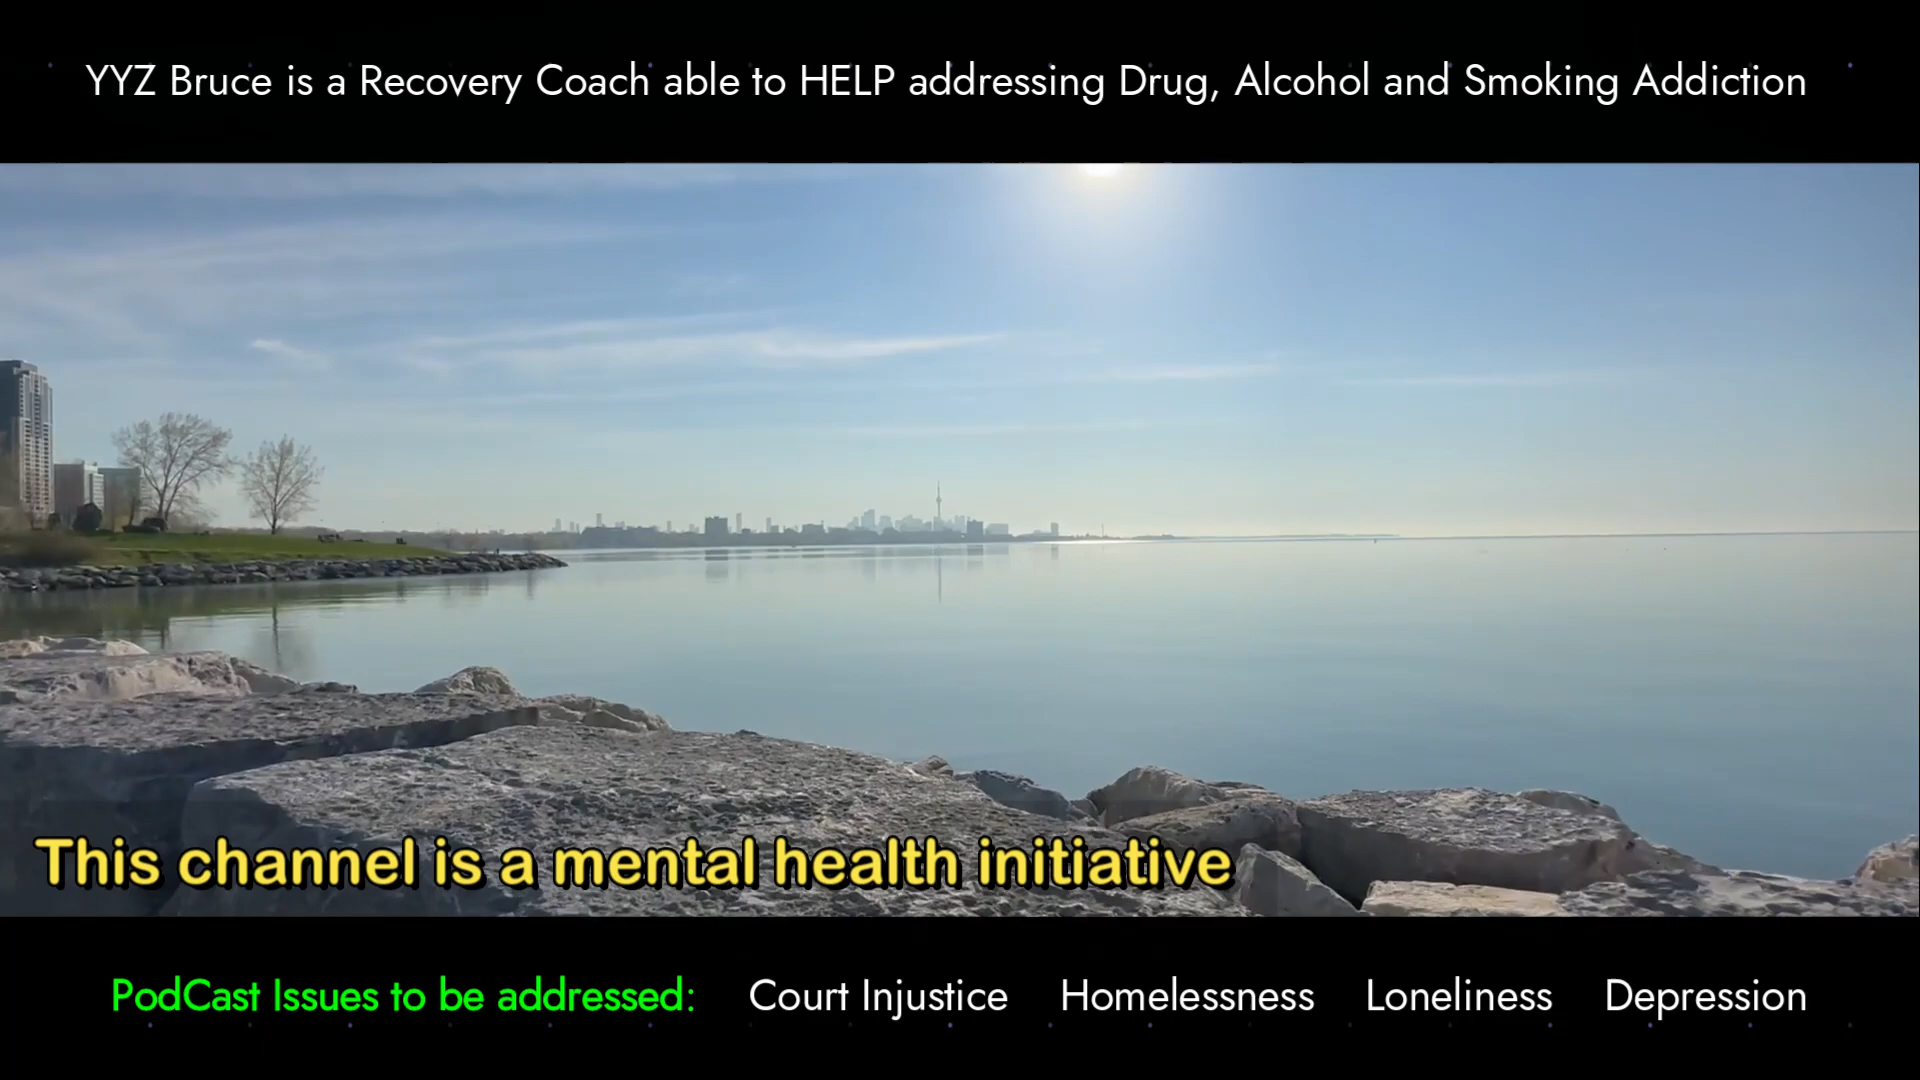 YYZ Bruce is a Recovery Coach able to HELP addressing Drug, Alcohol and Smoking Addiction
This channel is a mental health initiative
PodCast Issues to be addressed: Court Injustice Homelessness Loneliness Depression